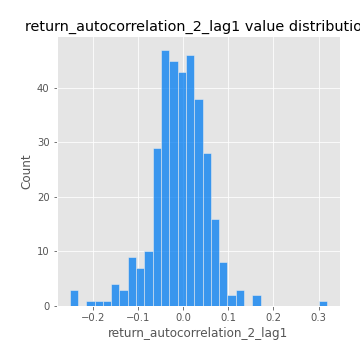 return_autocorrelation_2_lag1 value distributio
Count
40
30
20
10
0
−0.2 −0.1 0.0 0.1 0.2 0.3
return_autocorrelation_2_lag1